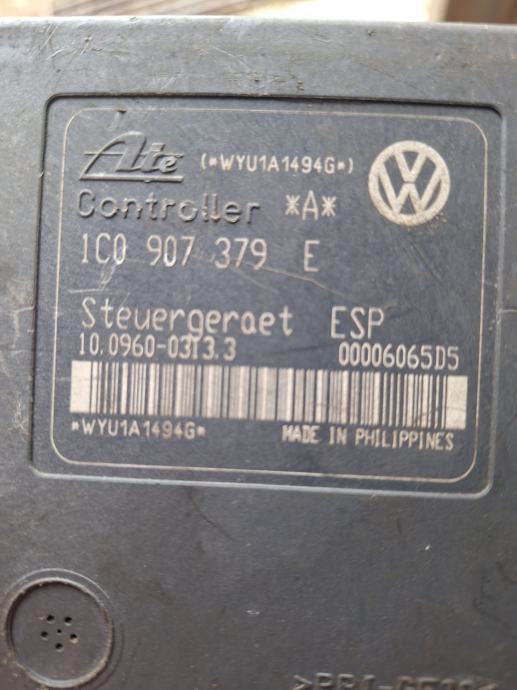 Ate (*WYU1A1494G*)
Controller *A*
1C0 907 379 E
Steuergeraet ESP
10.0960-0313.3 00006065D5
*WYU1A1494G*
MADE IN PHILIPPINES